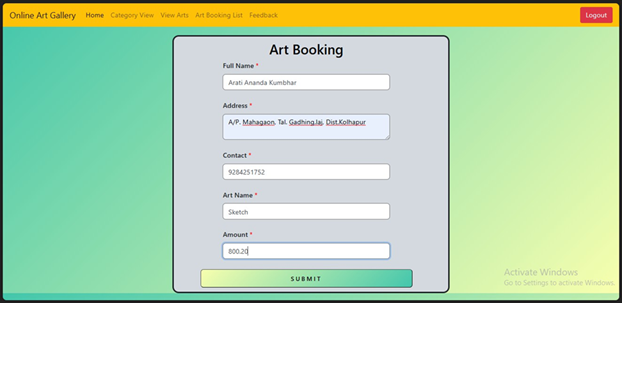 Online Art Gallery Home Category View View Arts Art Booking List Feedback Logout
Art Booking
Full Name *
Arati Ananda Kumbhar
Address *
A/P. Mahagaon, Tal. Gadhinglaj, Dist.Kolhapur
Contact *
9284251752
Art Name *
Sketch
Amount *
800.20
SUBMIT
Activate Windows
Go to Settings to activate Windows.